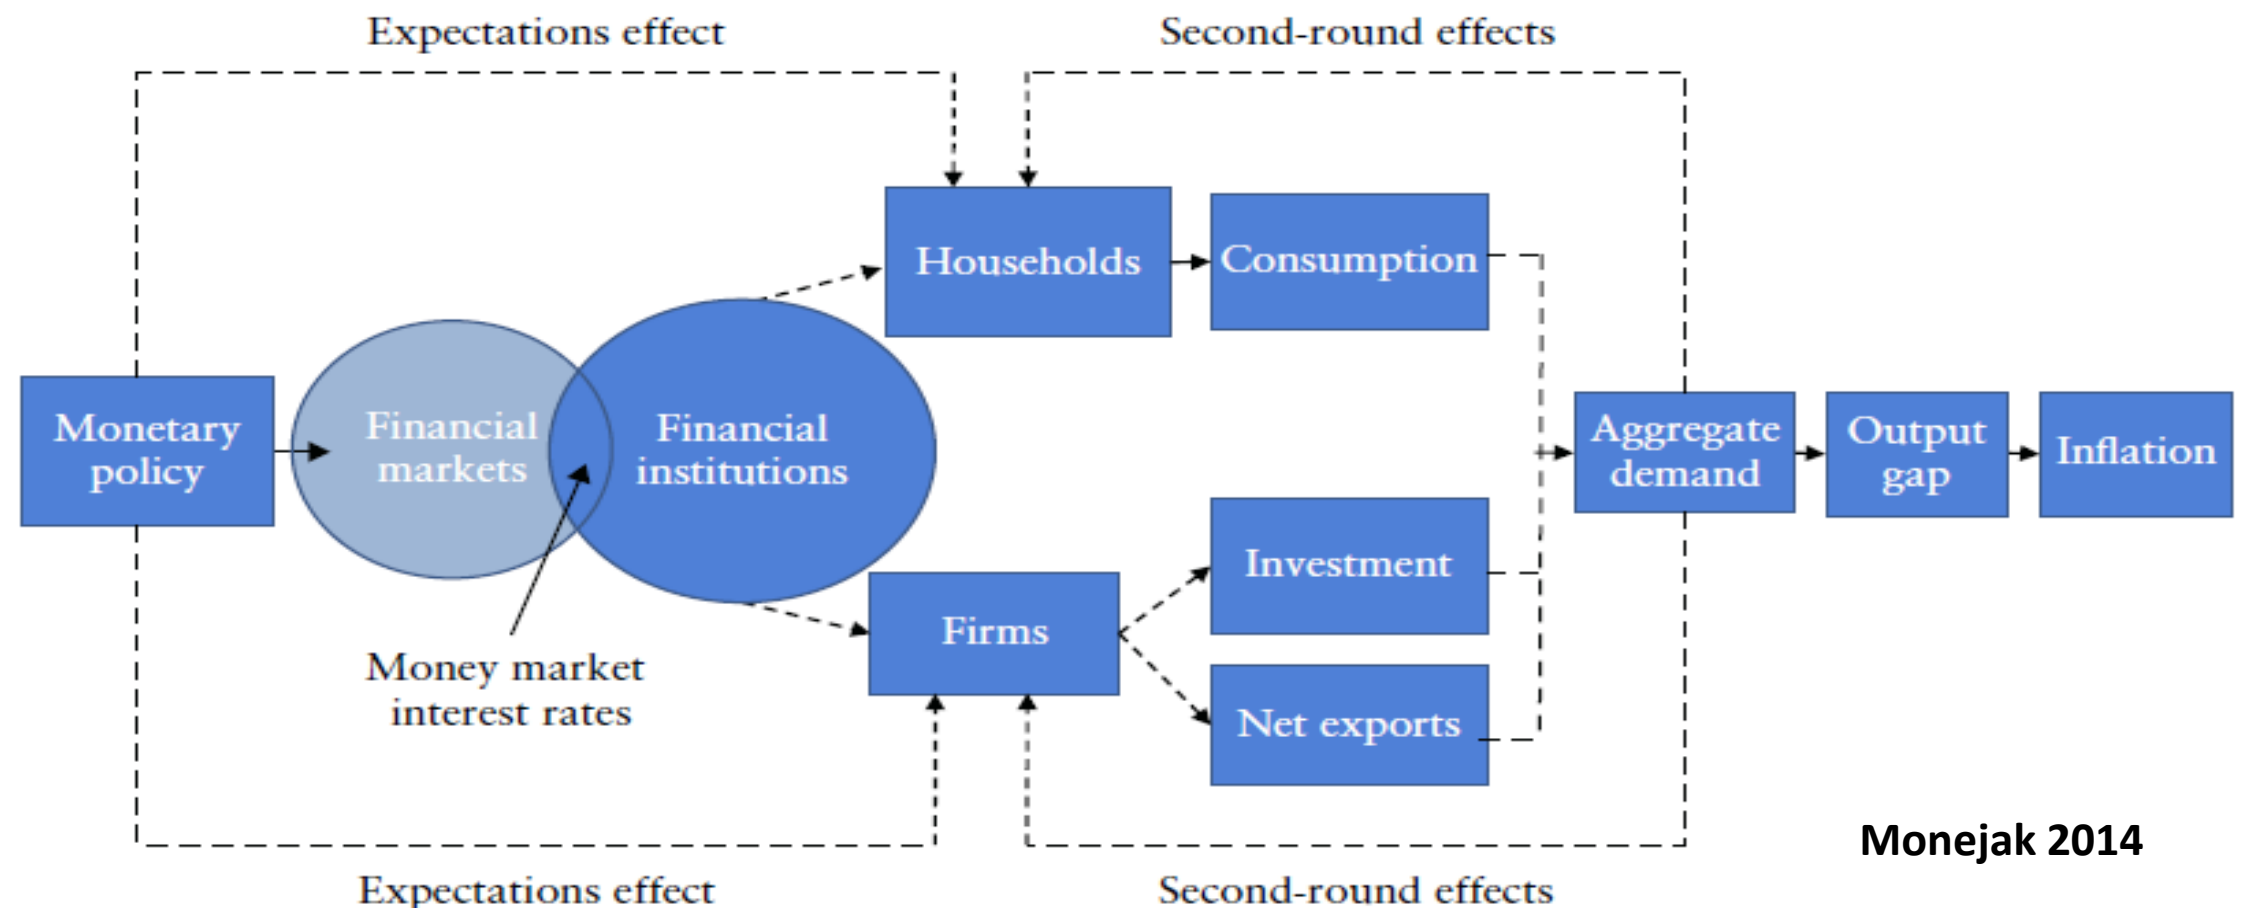 Expectations effect
Second-round effects
Households
Consumption
Monetary
policy
Financial
markets
Financial
institutions
Aggregate
demand
Output
gap
Inflation
Investment
Firms
Money market
interest rates
Net exports
Monejak 2014
Expectations effect
Second-round effects